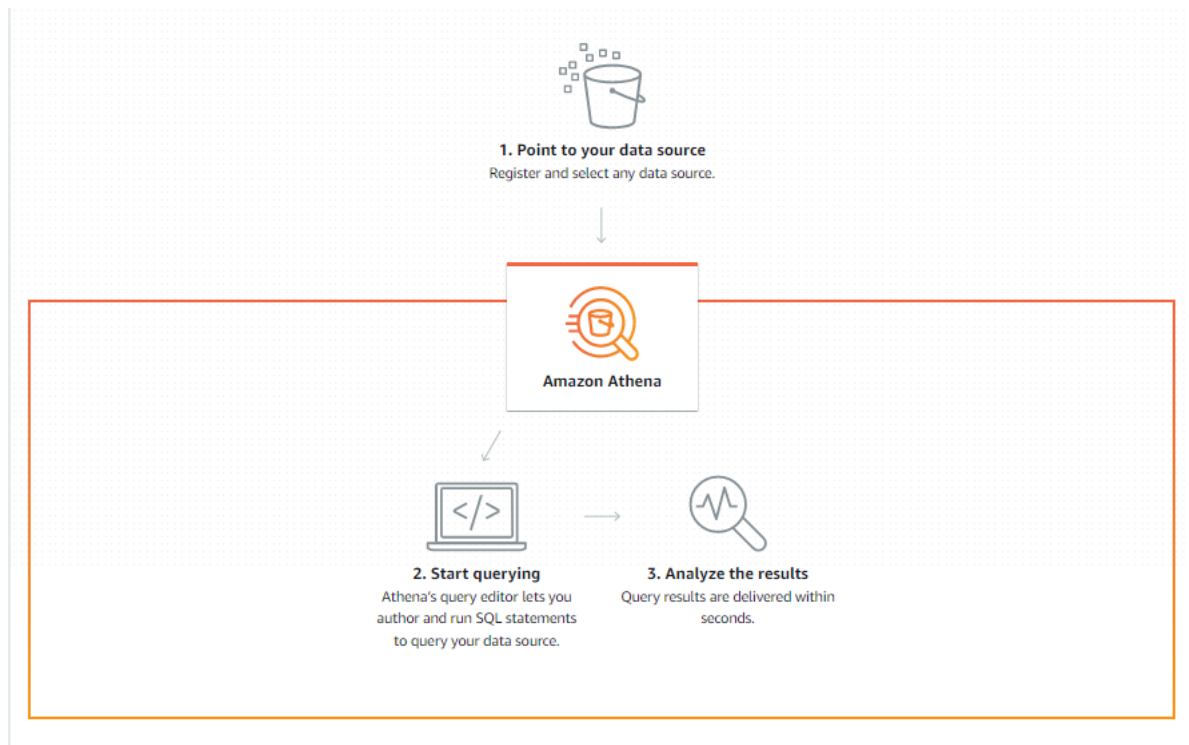 1. Point to your data source
Register and select any data source.
Amazon Athena
</>
2. Start querying
Athena's query editor lets you
author and run SQL statements
to query your data source.
3. Analyze the results
Query results are delivered within
seconds.